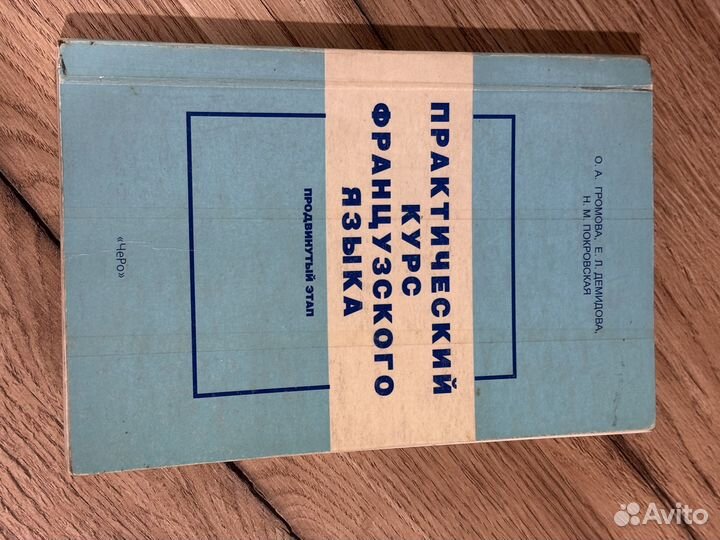 О. А. ГРОМОВА, Е. Л. ДЕМИДОВА,
Н. М. ПОКРОВСКАЯ
ПРАКТИЧЕСКИЙ
КУРС
ФРАНЦУЗСКОГО
ЯЗЫКА
ПРОДВИНУТЫЙ ЭТАП
«ЧеРо»
Avito